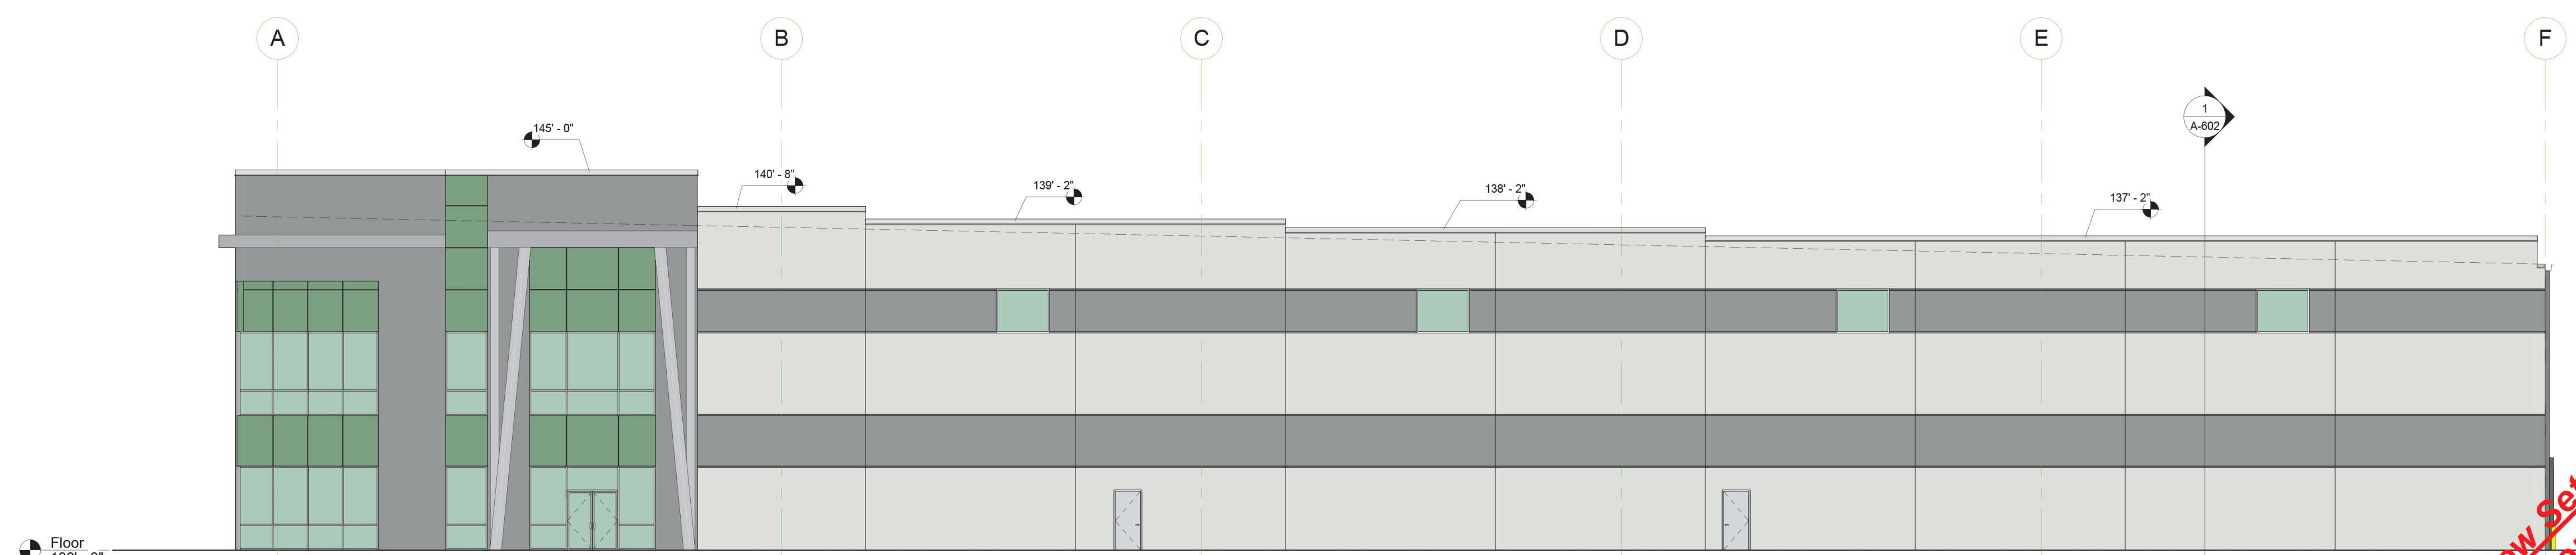 A
B
C
D
E
F
1
A-602
145' - 0"
140' - 8"
139' - 2"
138' - 2"
137' - 2"
Floor